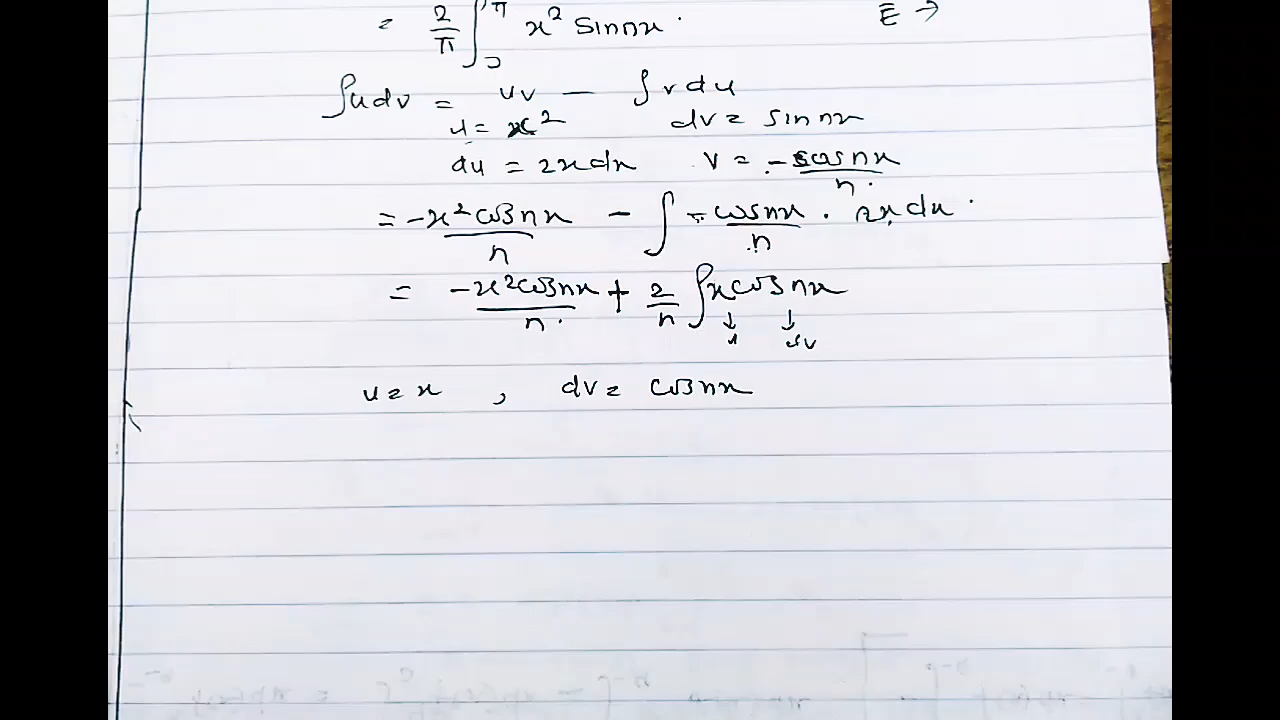 = 2/π ∫₀^π x² sin nx . E →
∫u dv = uv − ∫v du
u = x² dv = sin nx
du = 2x dx v = −cos nx / n.
= −x² cos nx / n − ∫ −cos nx / n . 2x dx .
= −x² cos nx / n. + 2/n ∫x cos nx
↓ ↓
u dv
u = x , dv = cos nx